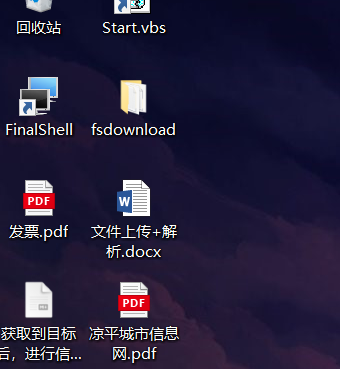 回收站
Start.vbs
FinalShell
fsdownload
PDF
发票.pdf
W
文件上传+解
析.docx
获取到目标
后，进行信...
PDF
凉平城市信息
网.pdf